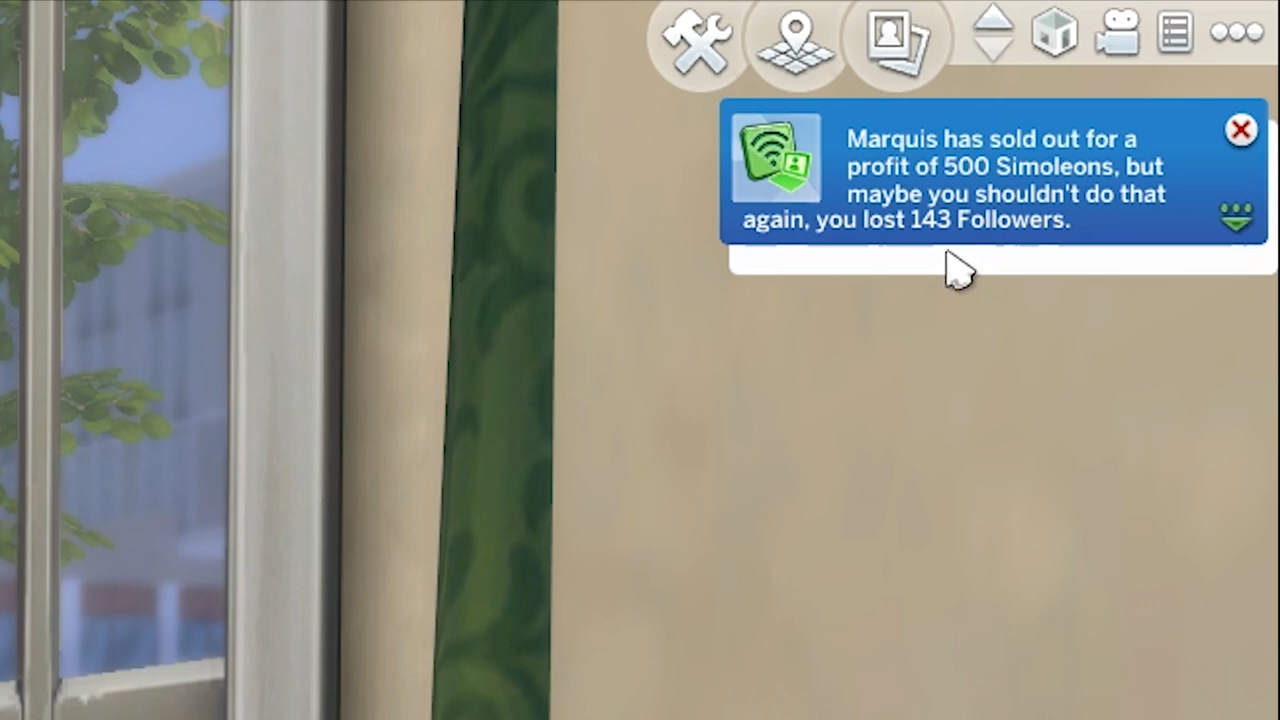 Marquis has sold out for a
profit of 500 Simoleons, but
maybe you shouldn't do that
again, you lost 143 Followers.